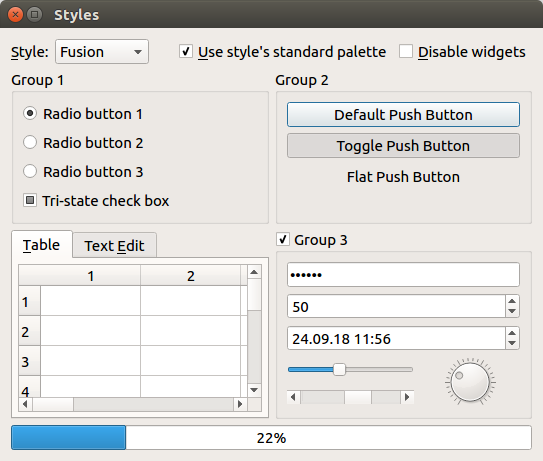 Styles
Style: Fusion Use style's standard palette Disable widgets
Group 1
Radio button 1
Radio button 2
Radio button 3
Tri-state check box
Group 2
Default Push Button
Toggle Push Button
Flat Push Button
Table Text Edit
1 2
1
2
3
4
Group 3
••••••
50
24.09.18 11:56
22%